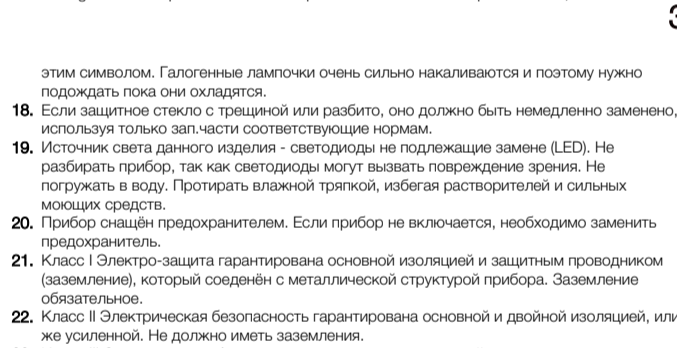 этим символом. Галогенные лампочки очень сильно накаливаются и поэтому нужно
подождать пока они охладятся.
18. Если защитное стекло с трещиной или разбито, оно должно быть немедленно заменено,
используя только зап.части соответствующие нормам.
19. Источник света данного изделия - светодиоды не подлежащие замене (LED). Не
разбирать прибор, так как светодиоды могут вызвать повреждение зрения. Не
погружать в воду. Протирать влажной тряпкой, избегая растворителей и сильных
моющих средств.
20. Прибор снащён предохранителем. Если прибор не включается, необходимо заменить
предохранитель.
21. Класс I Электро-защита гарантирована основной изоляцией и защитным проводником
(заземление), который соеденён с металлической структурой прибора. Заземление
обязательное.
22. Класс II Электрическая безопасность гарантирована основной и двойной изоляцией, или
же усиленной. Не должно иметь заземления.